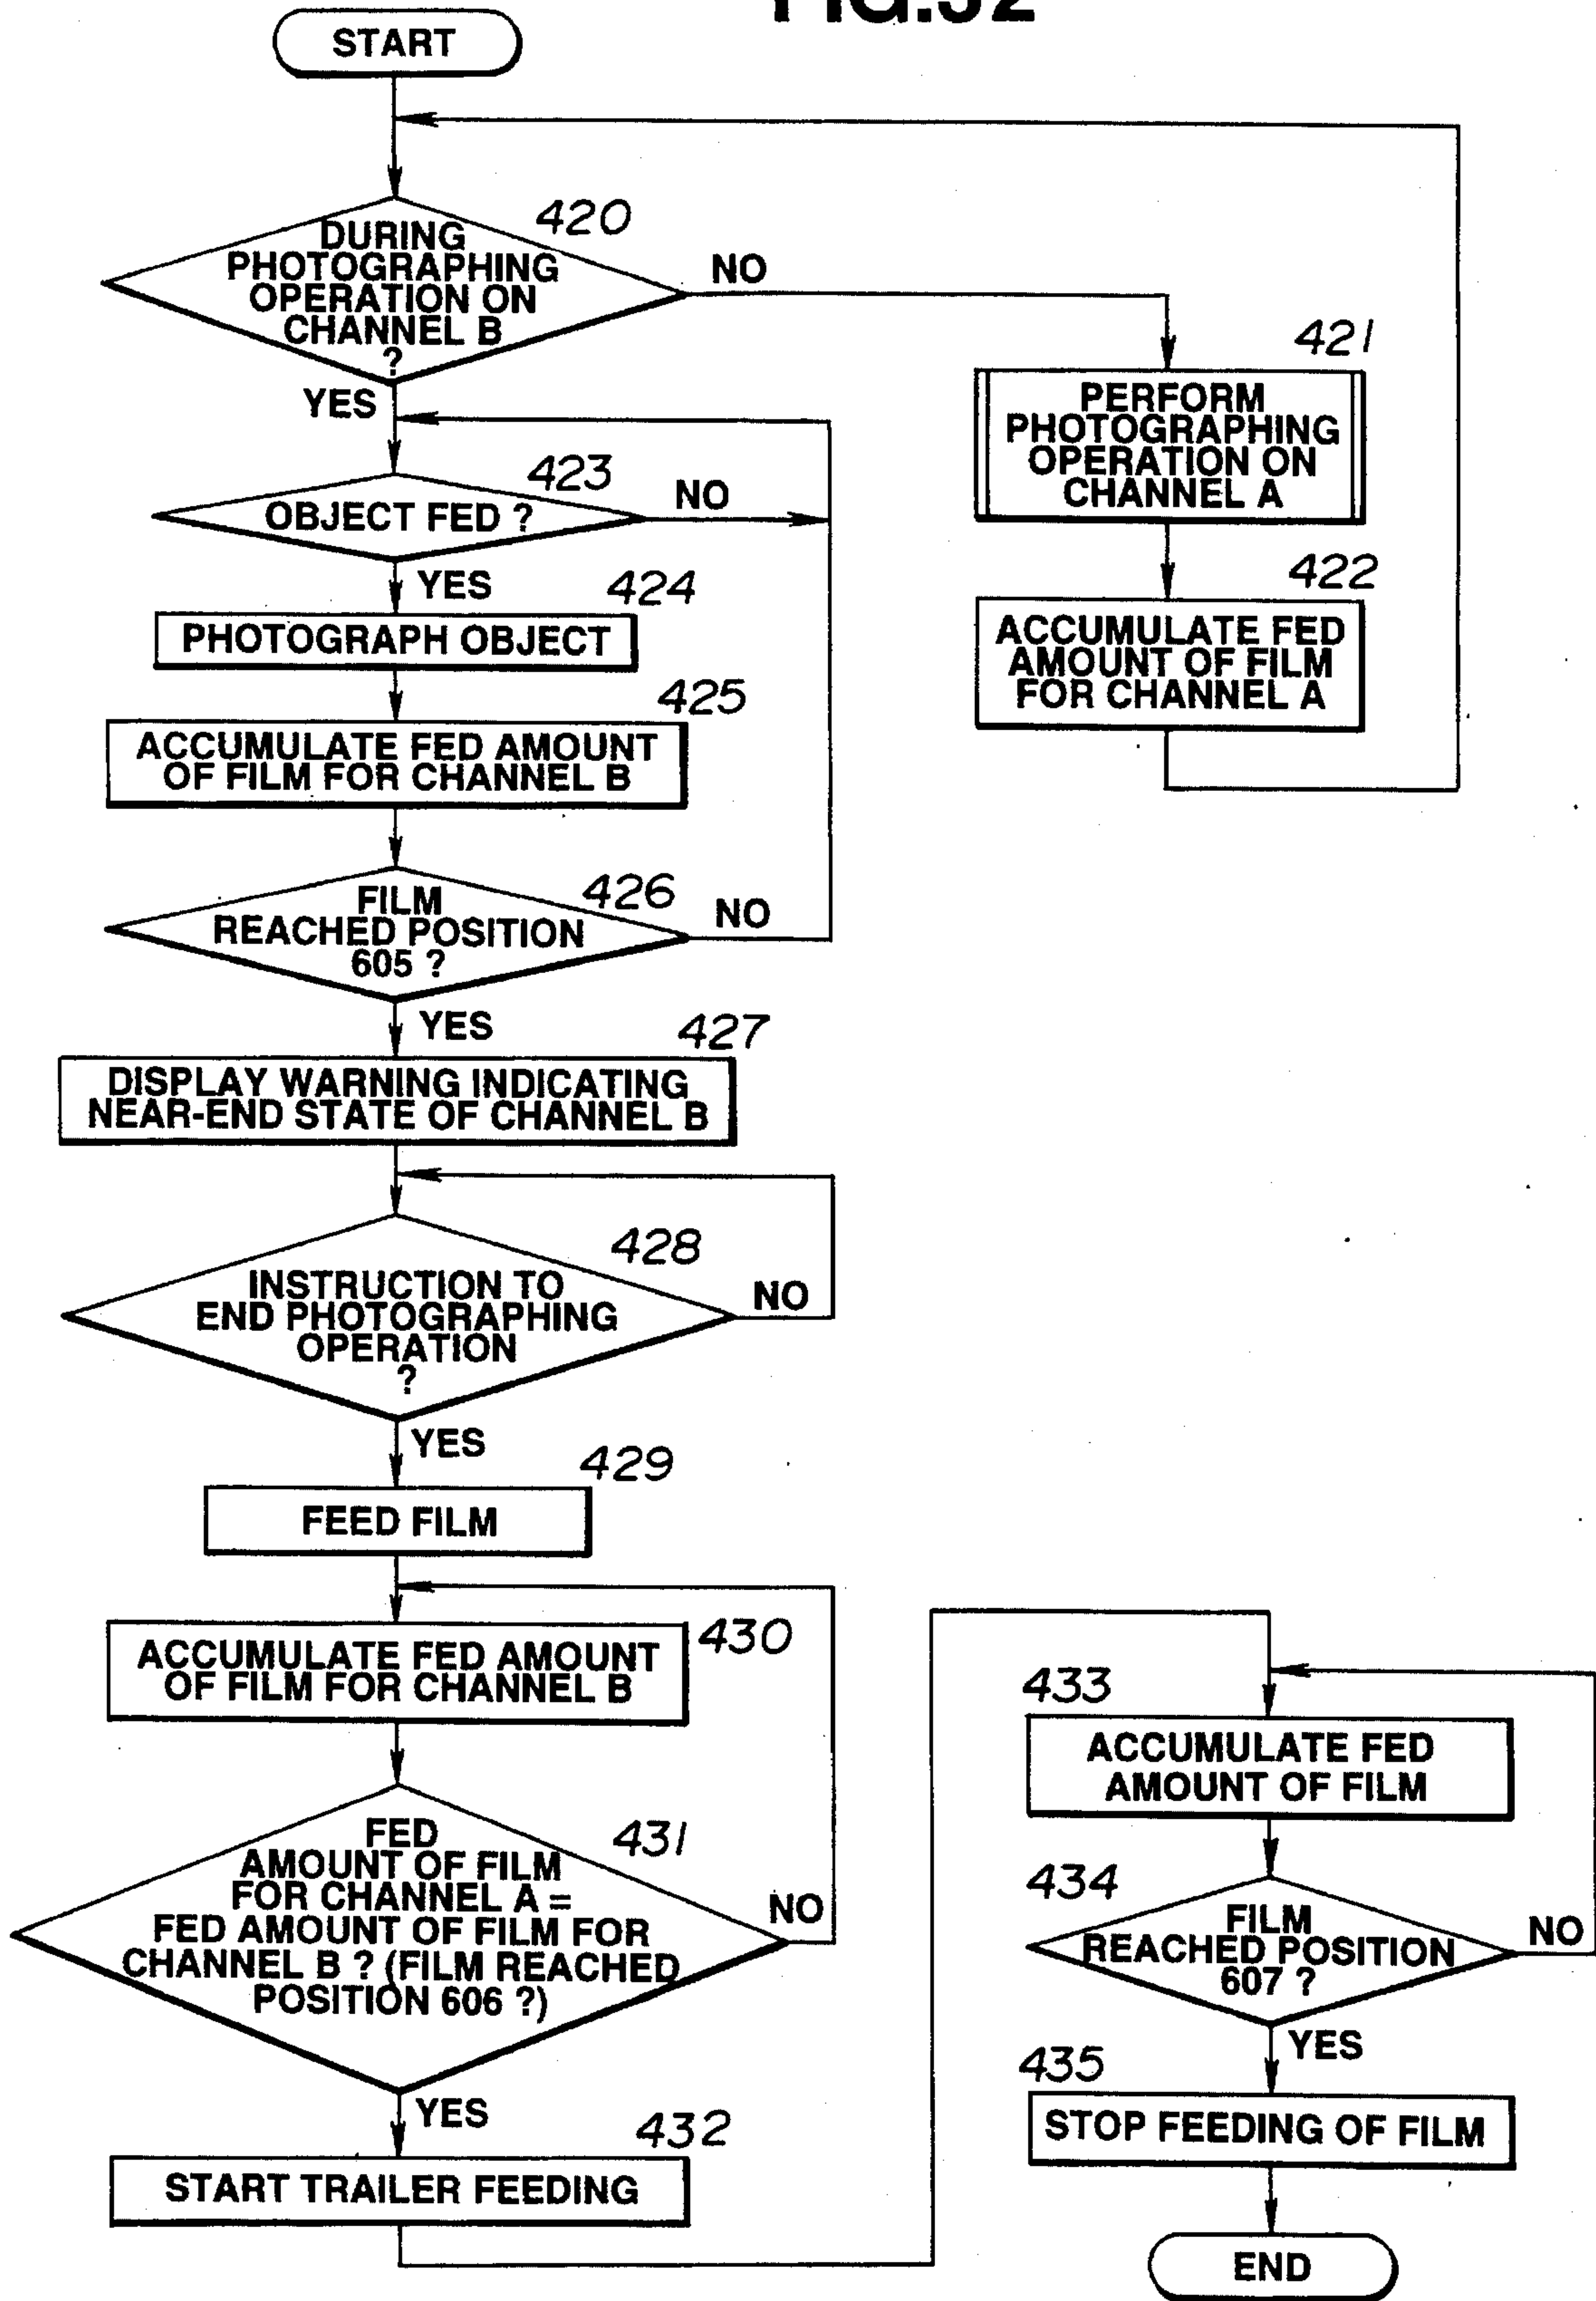 FIG.32
START
420
DURING
PHOTOGRAPHING
OPERATION ON
CHANNEL B
?
NO
YES
421
PERFORM
PHOTOGRAPHING
OPERATION ON
CHANNEL A
422
ACCUMULATE FED
AMOUNT OF FILM
FOR CHANNEL A
423
OBJECT FED ?
NO
YES
424
PHOTOGRAPH OBJECT
425
ACCUMULATE FED AMOUNT
OF FILM FOR CHANNEL B
426
FILM
REACHED POSITION
605 ?
NO
YES
427
DISPLAY WARNING INDICATING
NEAR-END STATE OF CHANNEL B
428
INSTRUCTION TO
END PHOTOGRAPHING
OPERATION
?
NO
YES
429
FEED FILM
430
ACCUMULATE FED AMOUNT
OF FILM FOR CHANNEL B
431
FED
AMOUNT OF FILM
FOR CHANNEL A =
FED AMOUNT OF FILM FOR
CHANNEL B ? (FILM REACHED
POSITION 606 ?)
NO
YES
432
START TRAILER FEEDING
433
ACCUMULATE FED
AMOUNT OF FILM
434
FILM
REACHED POSITION
607 ?
NO
YES
435
STOP FEEDING OF FILM
END